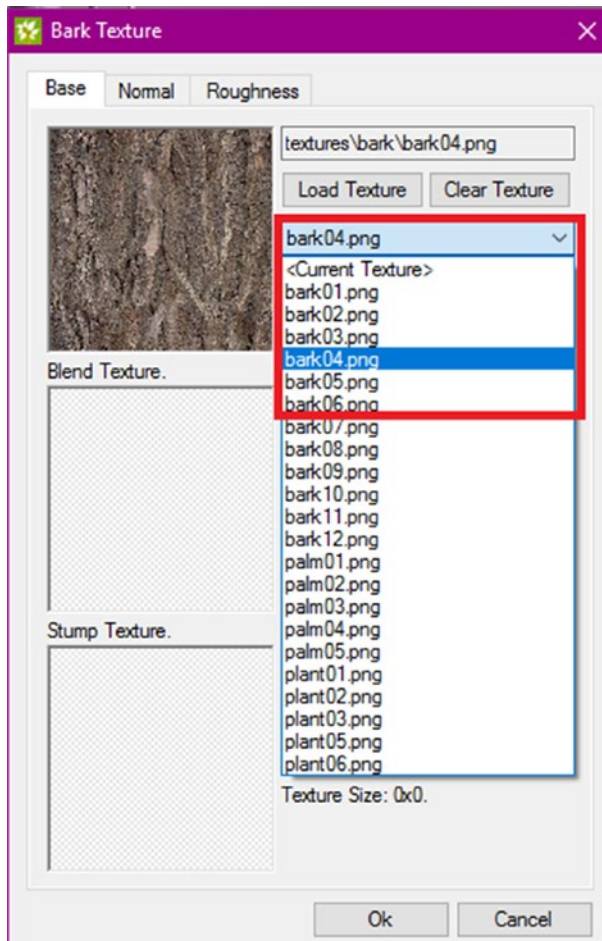 Bark Texture
Base Normal Roughness
textures\bark\bark04.png
Load Texture Clear Texture
bark04.png
<Current Texture>
bark01.png
bark02.png
bark03.png
bark04.png
bark05.png
bark06.png
bark07.png
bark08.png
bark09.png
bark10.png
bark11.png
bark12.png
palm01.png
palm02.png
palm03.png
palm04.png
palm05.png
plant01.png
plant02.png
plant03.png
plant05.png
plant06.png
Blend Texture.
Stump Texture.
Texture Size: 0x0.
Ok Cancel